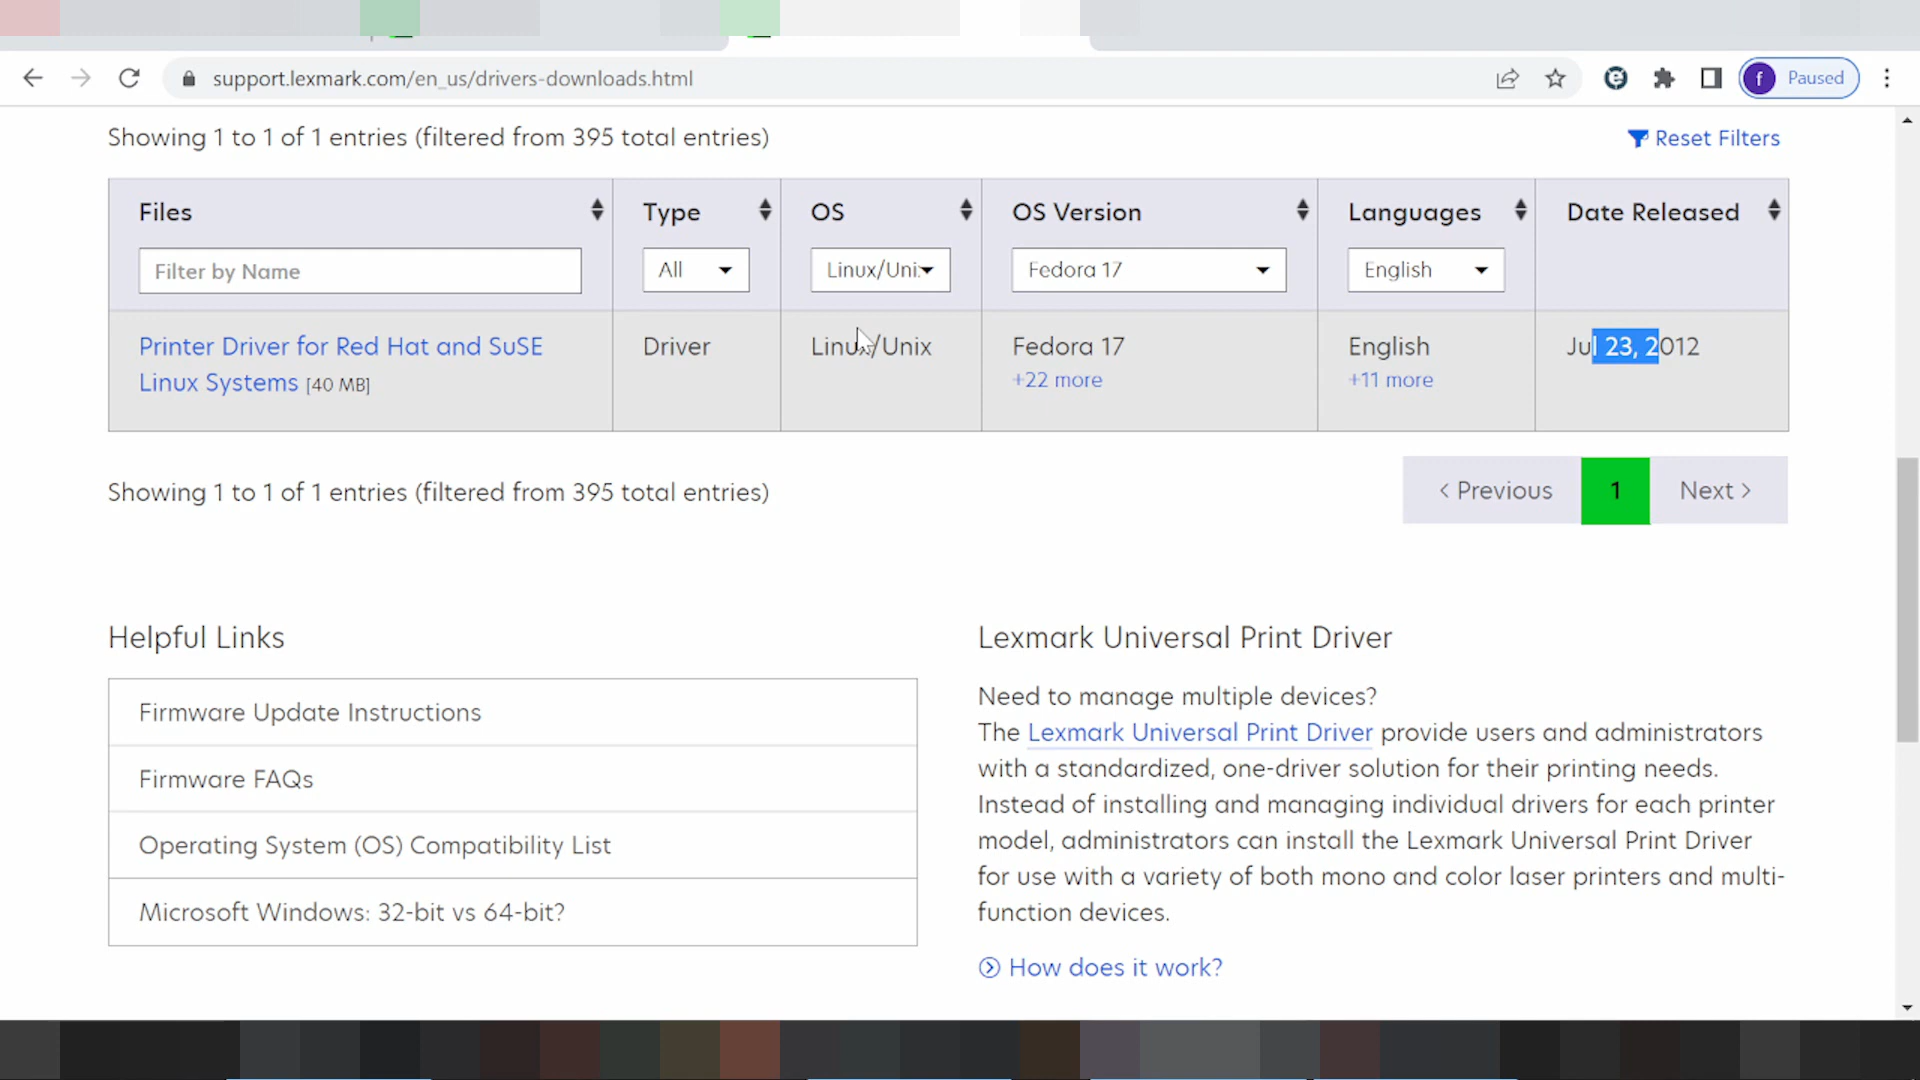 support.lexmark.com/en_us/drivers-downloads.html
f Paused
Showing 1 to 1 of 1 entries (filtered from 395 total entries)
Reset Filters
Files Type OS OS Version Languages Date Released
Filter by Name All Linux/Uni: Fedora 17 English
Printer Driver for Red Hat and SuSE Driver Linux/Unix Fedora 17 English Jul 23, 2012
Linux Systems [40 MB] +22 more +11 more
Showing 1 to 1 of 1 entries (filtered from 395 total entries)
< Previous 1 Next >
Helpful Links
Firmware Update Instructions
Firmware FAQs
Operating System (OS) Compatibility List
Microsoft Windows: 32-bit vs 64-bit?
Lexmark Universal Print Driver
Need to manage multiple devices?
The Lexmark Universal Print Driver provide users and administrators
with a standardized, one-driver solution for their printing needs.
Instead of installing and managing individual drivers for each printer
model, administrators can install the Lexmark Universal Print Driver
for use with a variety of both mono and color laser printers and multi-
function devices.
How does it work?